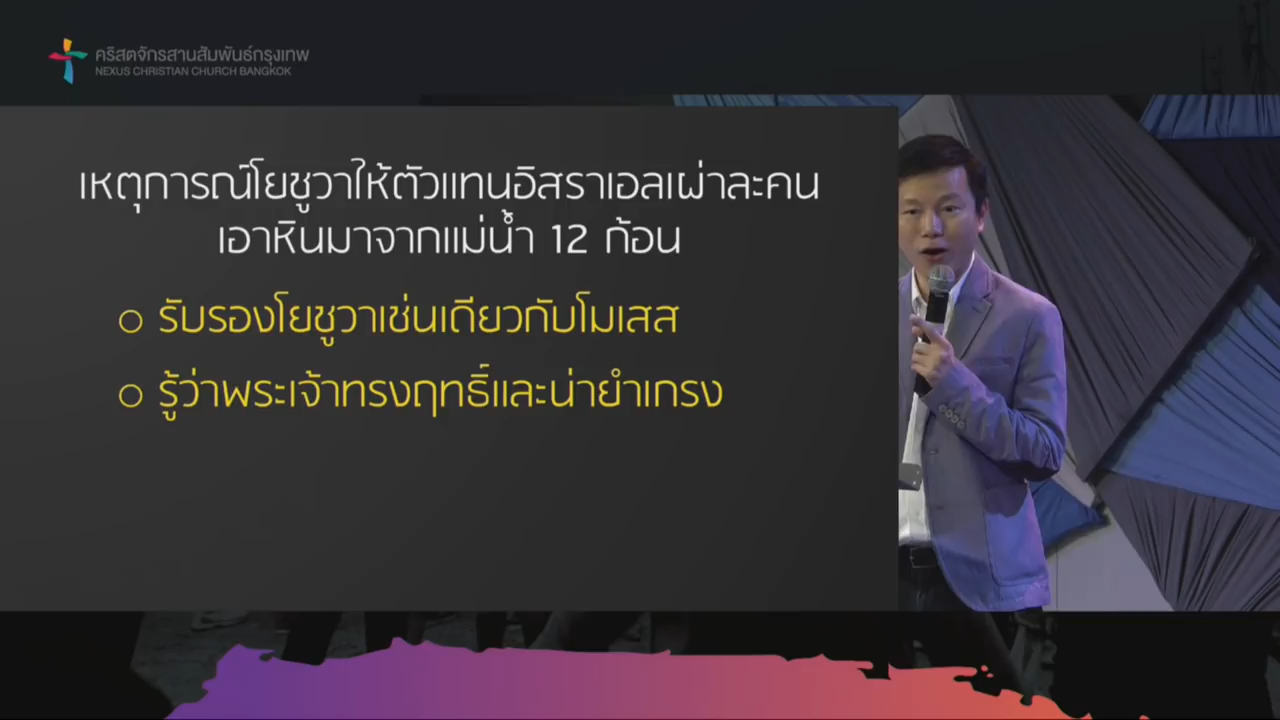 คริสตจักรสานสัมพันธ์กรุงเทพ
NEXUS CHRISTIAN CHURCH BANGKOK
เหตุการณ์โยชูวาให้ตัวแทนอิสราเอลเผ่าละคน
เอาหินมาจากแม่น้ำ 12 ก้อน
o รับรองโยชูวาเช่นเดียวกับโมเสส
o รู้ว่าพระเจ้าทรงฤทธิ์และน่ายำเกรง